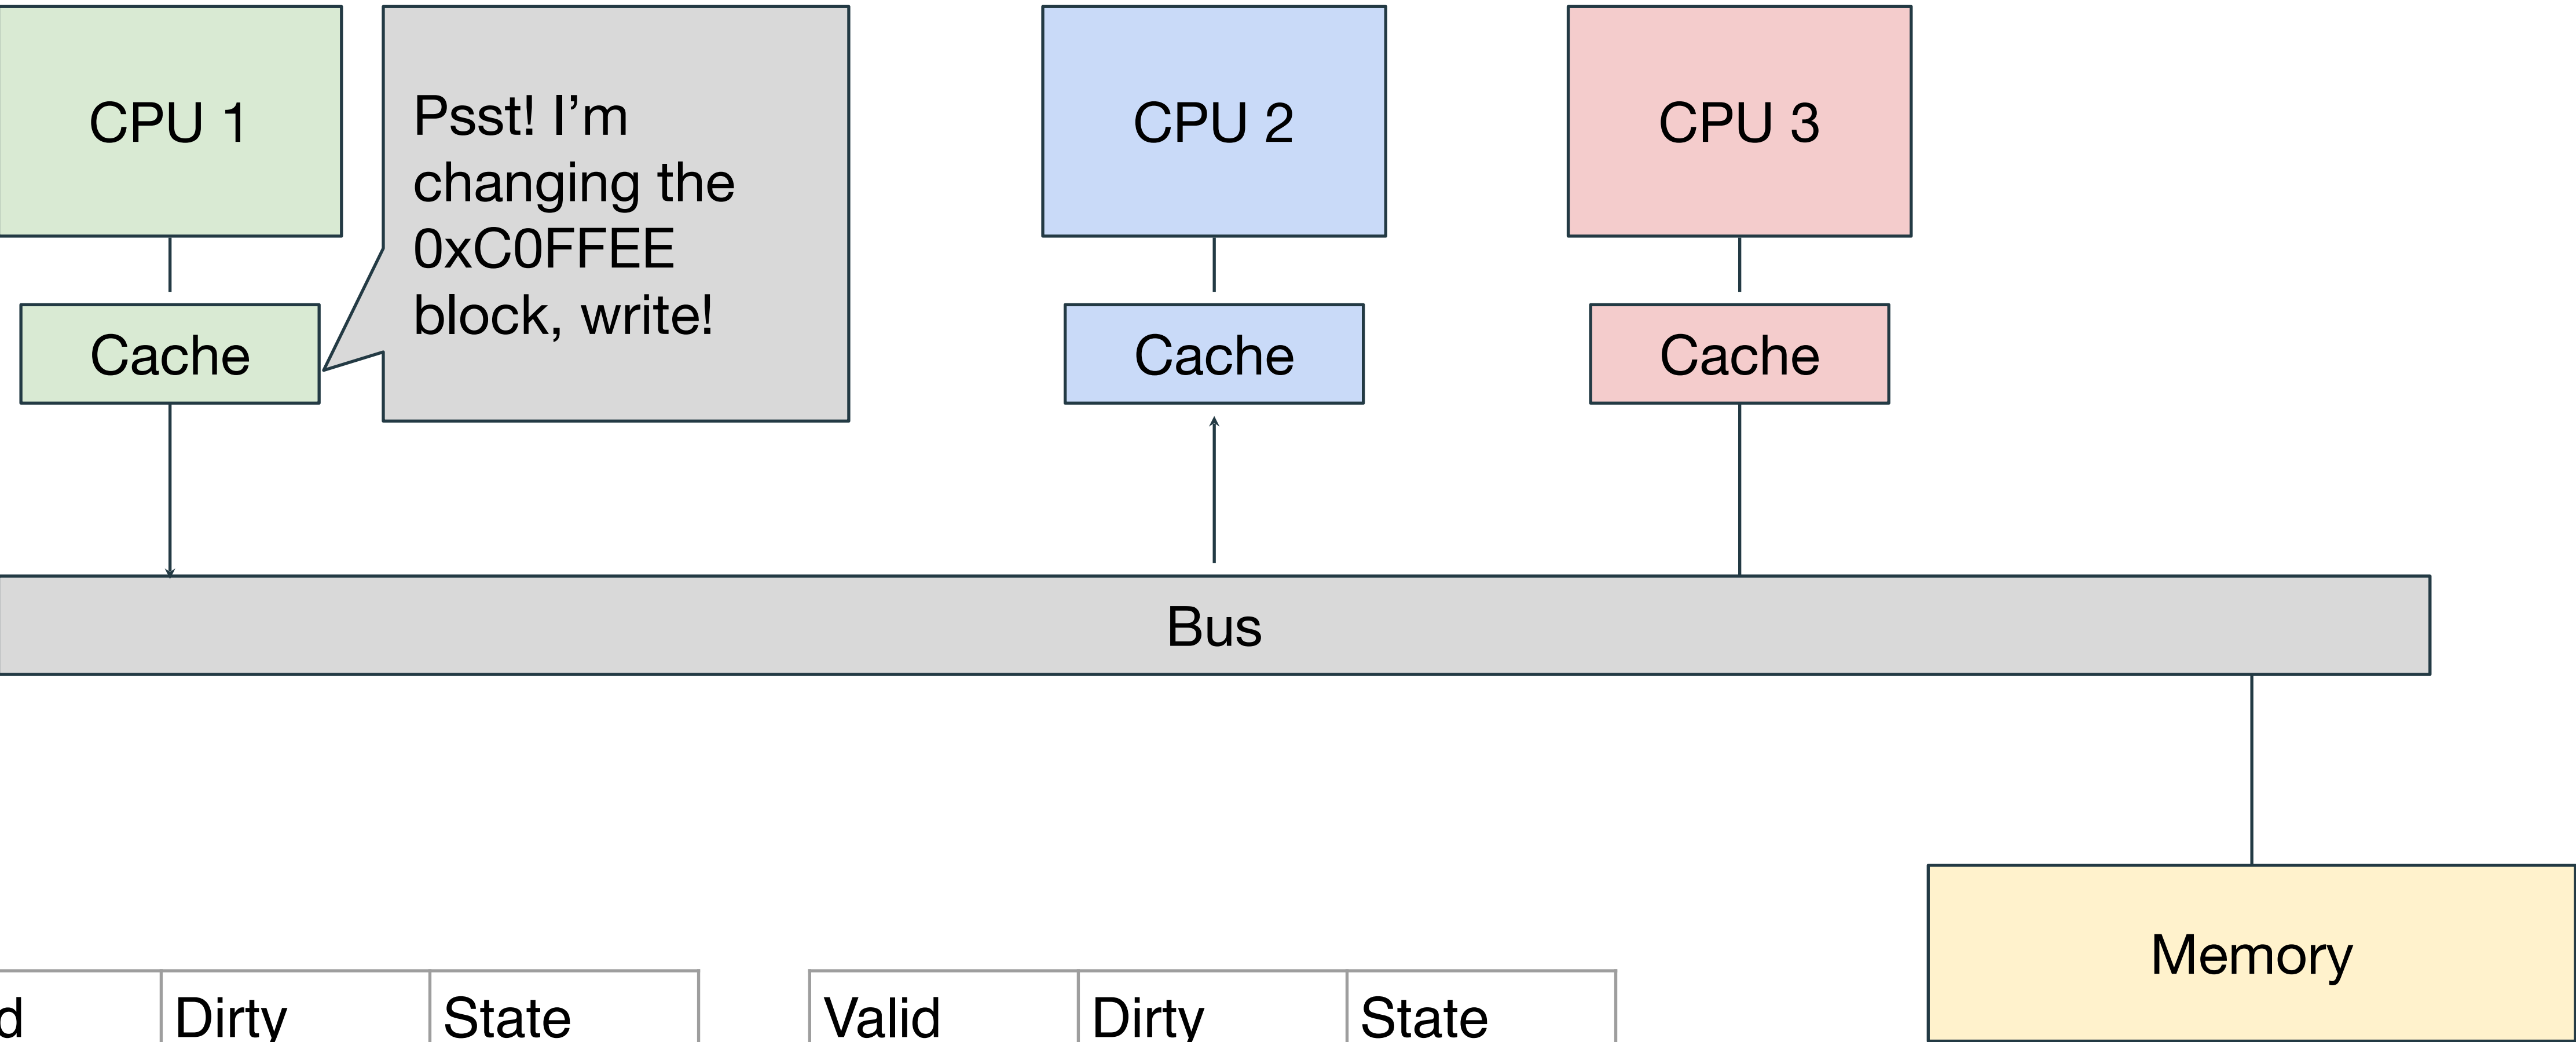 CPU 1
Psst! I’m
changing the
0xC0FFEE
block, write!
CPU 2
CPU 3
Cache
Cache
Cache
Bus
Memory
d
Dirty
State
Valid
Dirty
State